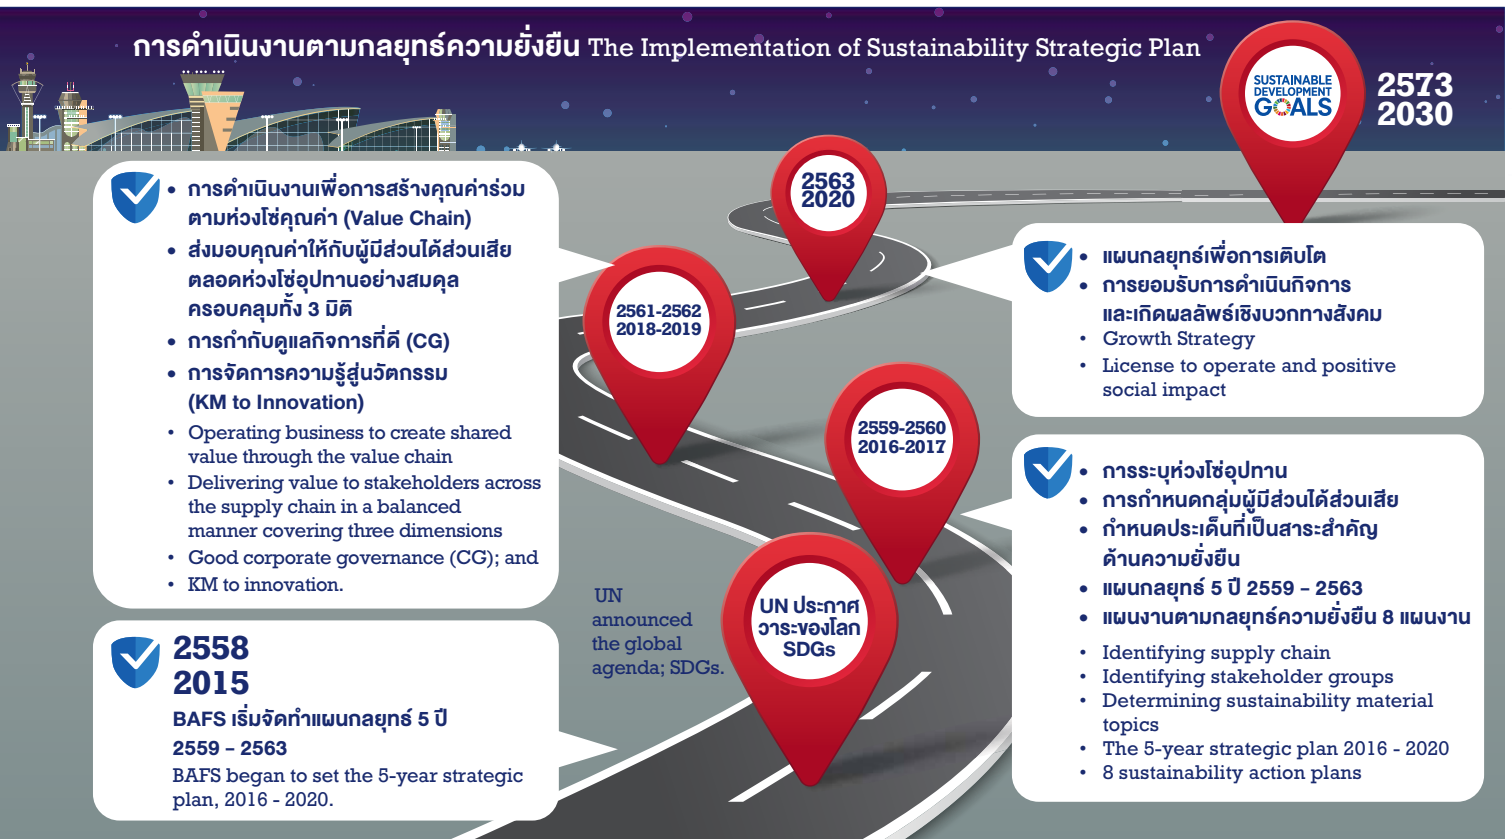 การดำเนินงานตามกลยุทธ์ความยั่งยืน The Implementation of Sustainability Strategic Plan
SUSTAINABLE
DEVELOPMENT
GOALS
2573
2030
2563
2020
• การดำเนินงานเพื่อการสร้างคุณค่าร่วม
ตามห่วงโซ่คุณค่า (Value Chain)
• ส่งมอบคุณค่าให้กับผู้มีส่วนได้ส่วนเสีย
ตลอดห่วงโซ่อุปทานอย่างสมดุล
ครอบคลุมทั้ง 3 มิติ
• การกำกับดูแลกิจการที่ดี (CG)
• การจัดการความรู้สู่นวัตกรรม
(KM to Innovation)
• Operating business to create shared
value through the value chain
• Delivering value to stakeholders across
the supply chain in a balanced
manner covering three dimensions
• Good corporate governance (CG); and
• KM to innovation.
2561-2562
2018-2019
• แผนกลยุทธ์เพื่อการเติบโต
• การยอมรับการดำเนินกิจการ
และเกิดผลลัพธ์เชิงบวกทางสังคม
• Growth Strategy
• License to operate and positive
social impact
2559-2560
2016-2017
• การระบุห่วงโซ่อุปทาน
• การกำหนดกลุ่มผู้มีส่วนได้ส่วนเสีย
• กำหนดประเด็นที่เป็นสาระสำคัญ
ด้านความยั่งยืน
• แผนกลยุทธ์ 5 ปี 2559 - 2563
• แผนงานตามกลยุทธ์ความยั่งยืน 8 แผนงาน
• Identifying supply chain
• Identifying stakeholder groups
• Determining sustainability material
topics
• The 5-year strategic plan 2016 - 2020
• 8 sustainability action plans
UN
announced
the global
agenda; SDGs.
UN ประกาศ
วาระของโลก
SDGs
2558
2015
BAFS เริ่มจัดทำแผนกลยุทธ์ 5 ปี
2559 - 2563
BAFS began to set the 5-year strategic
plan, 2016 - 2020.